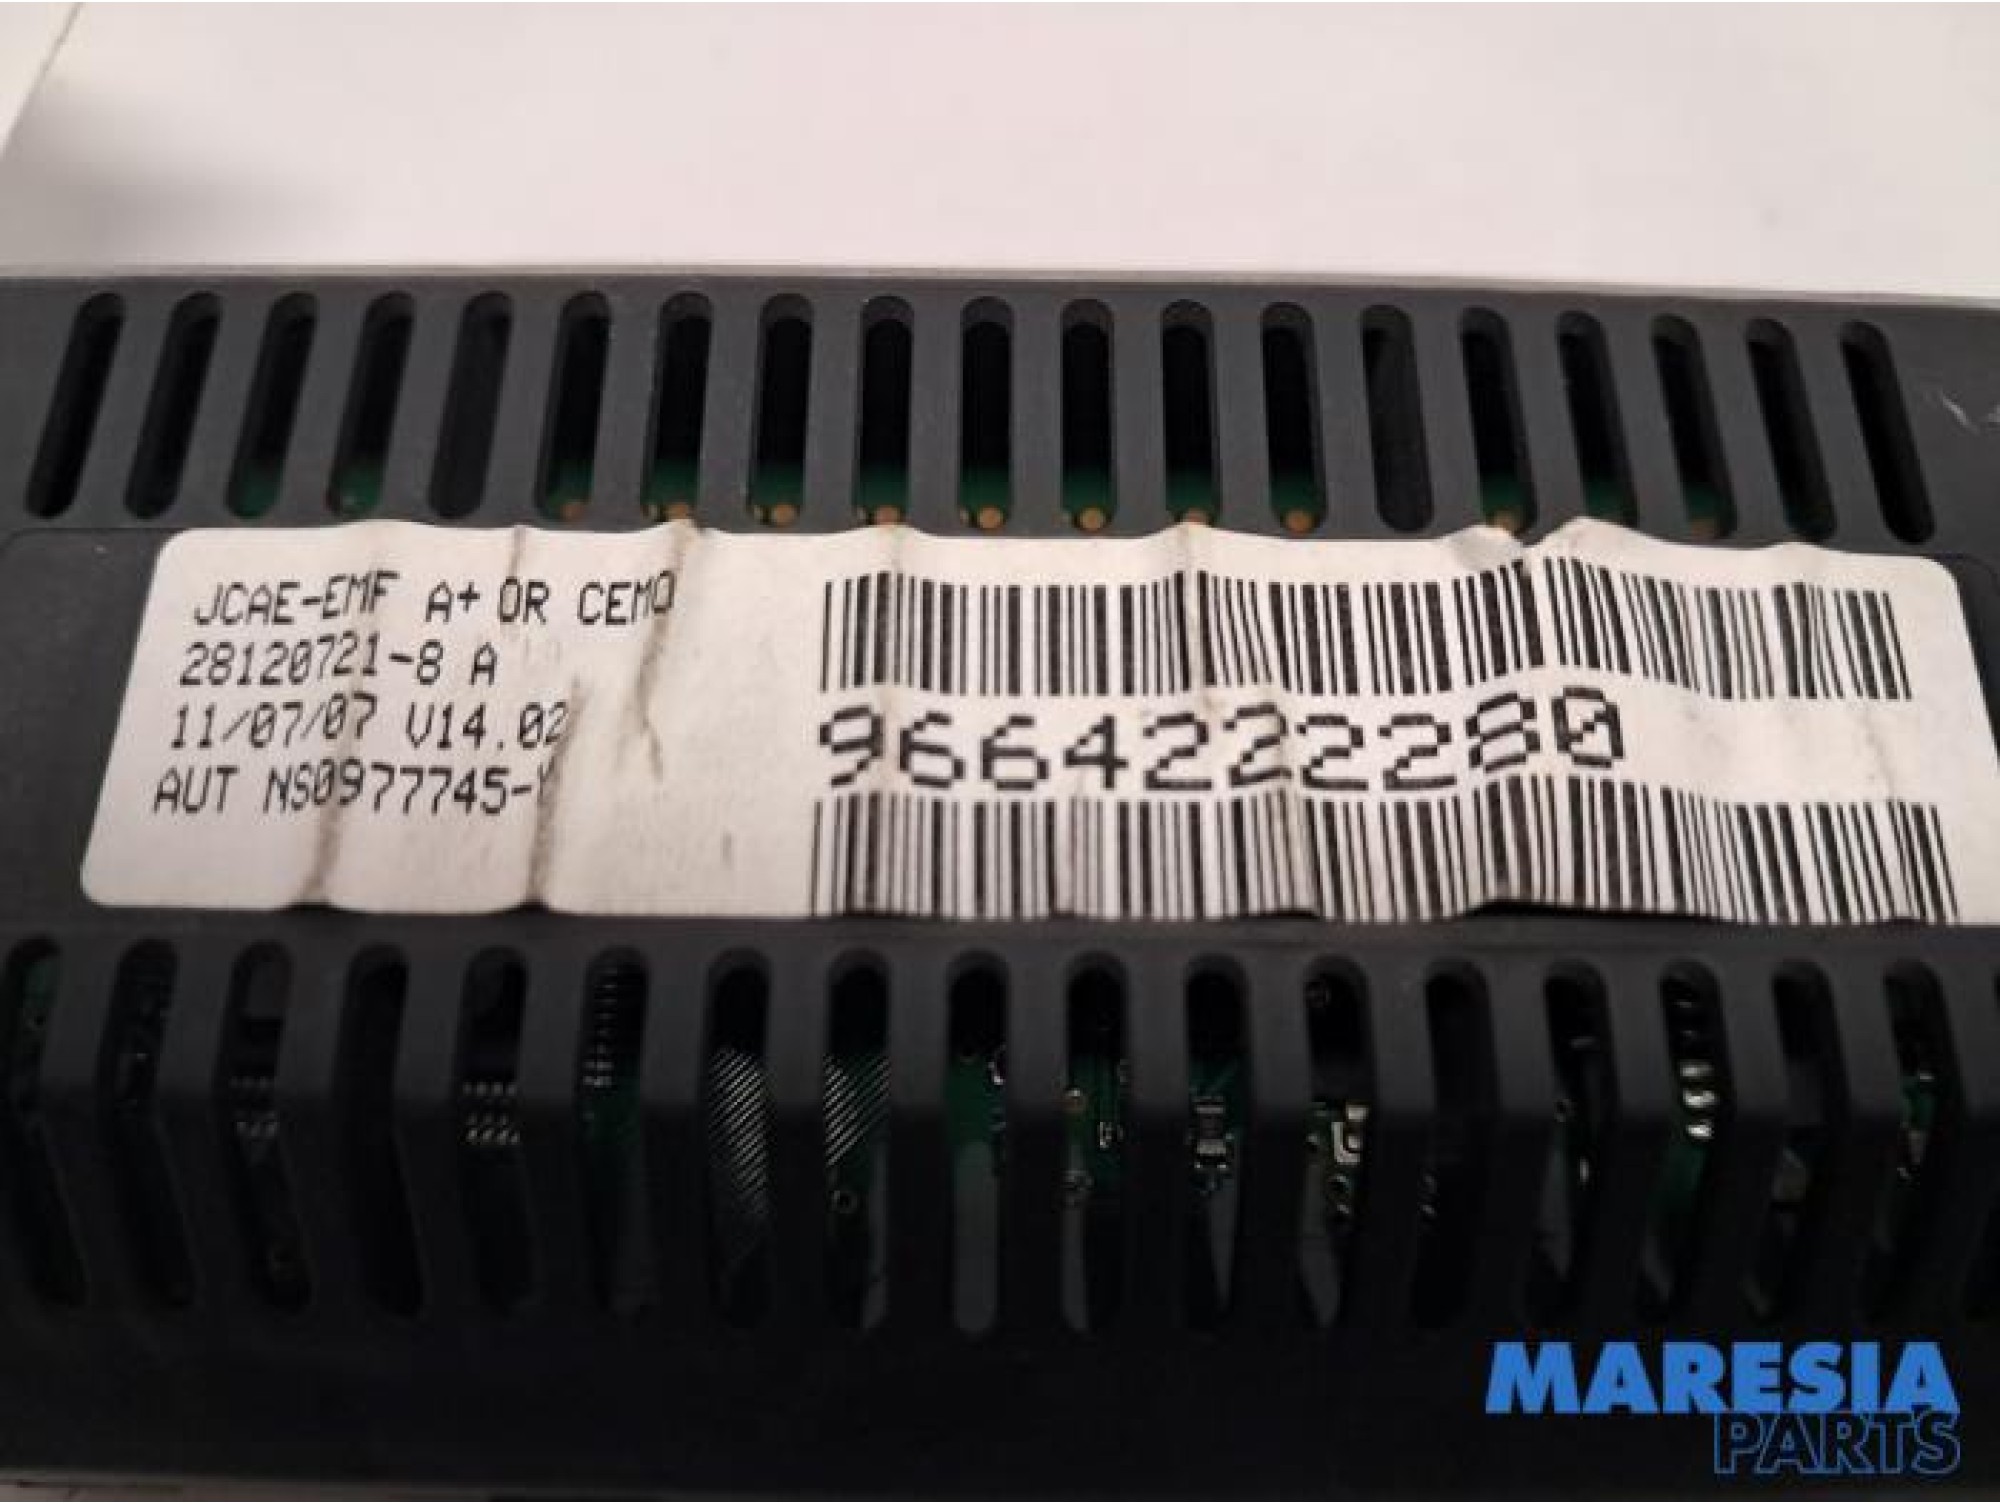 JCAE-EMF A+ OR CEMO
28120721-8 A
11/07/07 V14.02
AUT NS0977745-
9664222280
MARESIA
PARTS